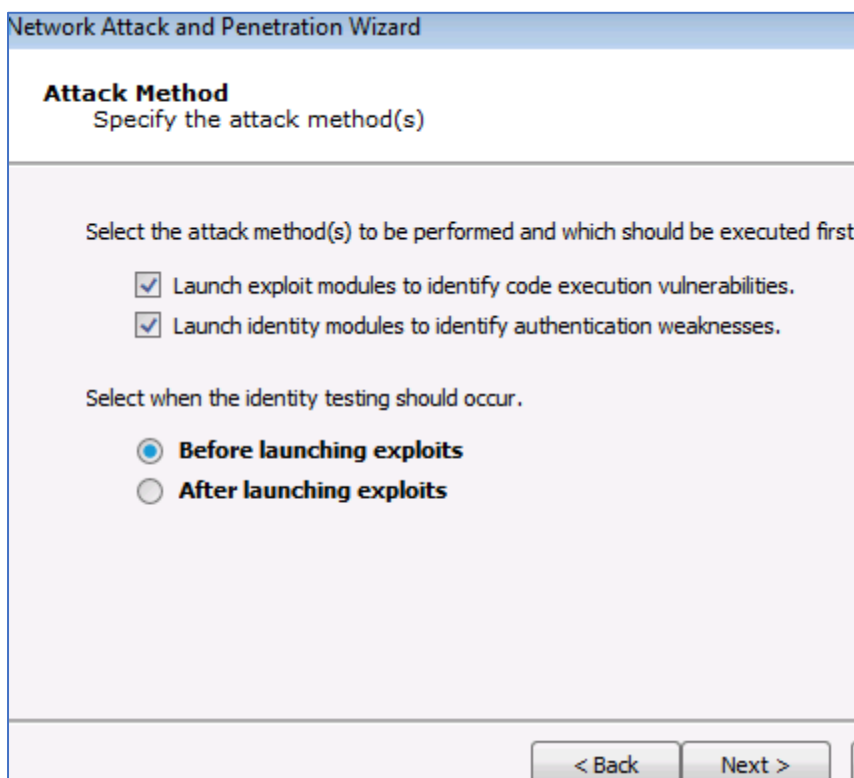 Network Attack and Penetration Wizard
Attack Method
Specify the attack method(s)
Select the attack method(s) to be performed and which should be executed first
Launch exploit modules to identify code execution vulnerabilities.
Launch identity modules to identify authentication weaknesses.
Select when the identity testing should occur.
Before launching exploits
After launching exploits
< Back
Next >